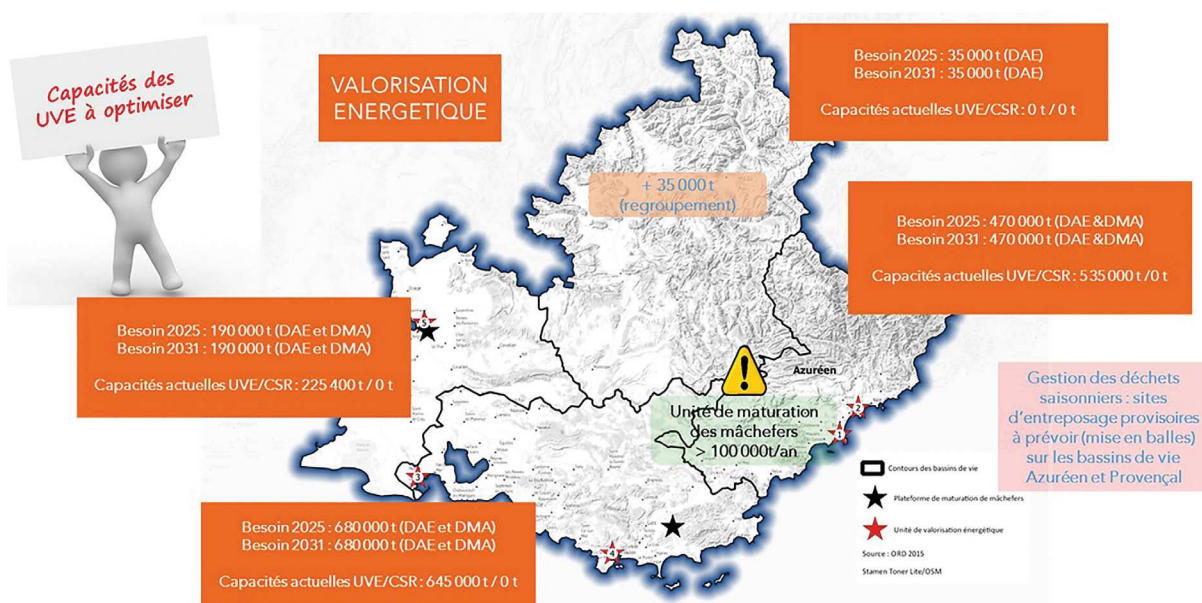 Capacités des
UVE à optimiser
VALORISATION
ENERGETIQUE
Besoin 2025 : 35 000 t (DAE)
Besoin 2031 : 35 000 t (DAE)
Capacités actuelles UVE/CSR : 0 t / 0 t
+ 35 000 t
(regroupement)
Besoin 2025 : 470 000 t (DAE &DMA)
Besoin 2031 : 470 000 t (DAE &DMA)
Capacités actuelles UVE/CSR : 535 000 t / 0 t
Besoin 2025 : 190 000 t (DAE et DMA)
Besoin 2031 : 190 000 t (DAE et DMA)
Capacités actuelles UVE/CSR : 225 400 t / 0 t
5
Azuréen
Unité de maturation
des mâchefers
> 100 000t/an
2
1
Gestion des déchets
saisonniers : sites
d'entreposage provisoires
à prévoir (mise en balles)
sur les bassins de vie
Azuréen et Provençal
3
4
Besoin 2025 : 680 000 t (DAE et DMA)
Besoin 2031 : 680 000 t (DAE et DMA)
Capacités actuelles UVE/CSR : 645 000 t / 0 t
Contours des bassins de vie
Plateforme de maturation de mâchefers
Unité de valorisation énergétique
Source : ORD 2015
Stamen Toner Lite/OSM